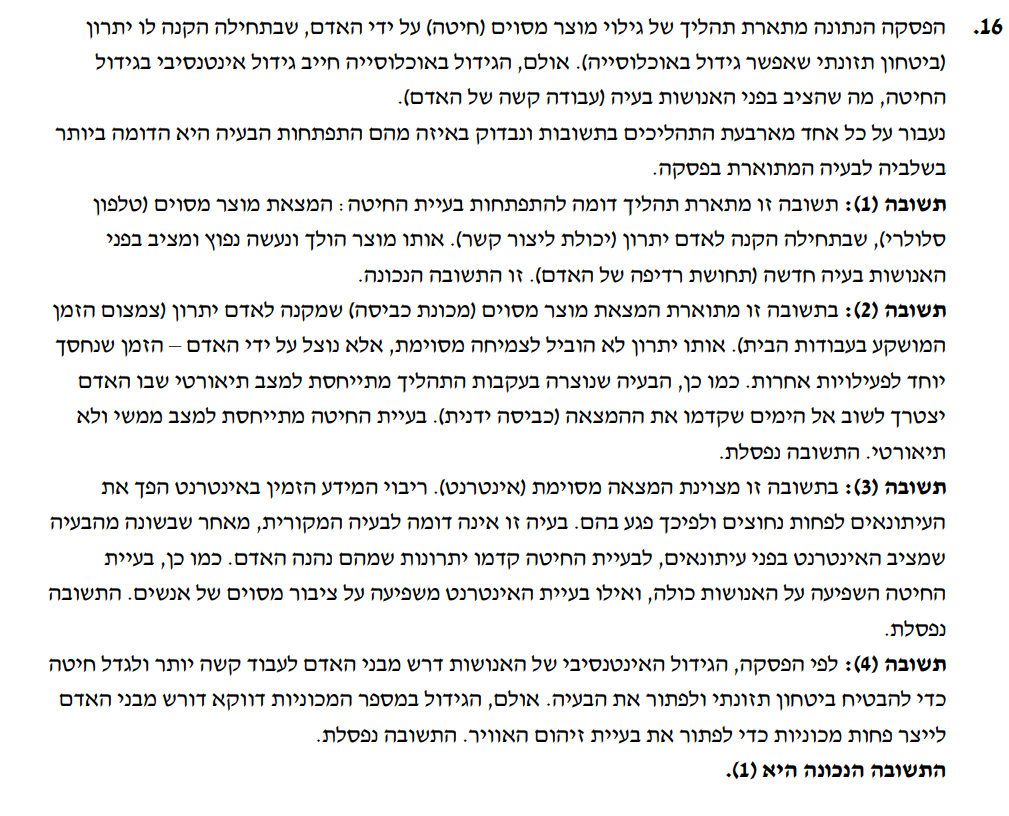 16. הפסקה הנתונה מתארת תהליך של גילוי מוצר מסוים (חיטה) על ידי האדם, שבתחילה הקנה לו יתרון
(ביטחון תזונתי שאפשר גידול באוכלוסייה). אולם, הגידול באוכלוסייה חייב גידול אינטנסיבי בגידול
החיטה, מה שהציב בפני האנושות בעיה (עבודה קשה של האדם).
נעבור על כל אחד מארבעת התהליכים בתשובות ונבדוק באיזה מהם התפתחות הבעיה היא הדומה ביותר
בשלביה לבעיה המתוארת בפסקה.
תשובה (1): תשובה זו מתארת תהליך דומה להתפתחות בעיית החיטה: המצאת מוצר מסוים (טלפון
סלולרי), שבתחילה הקנה לאדם יתרון (יכולת ליצור קשר). אותו מוצר הולך ונעשה נפוץ ומציב בפני
האנושות בעיה חדשה (תחושת רדיפה של האדם). זו התשובה הנכונה.
תשובה (2): בתשובה זו מתוארת המצאת מוצר מסוים (מכונת כביסה) שמקנה לאדם יתרון (צמצום הזמן
המושקע בעבודות הבית). אותו יתרון לא הוביל לצמיחה מסוימת, אלא נוצל על ידי האדם – הזמן שנחסך
יוחד לפעילויות אחרות. כמו כן, הבעיה שנוצרה בעקבות התהליך מתייחסת למצב תיאורטי שבו האדם
יצטרך לשוב אל הימים שקדמו את ההמצאה (כביסה ידנית). בעיית החיטה מתייחסת למצב ממשי ולא
תיאורטי. התשובה נפסלת.
תשובה (3): בתשובה זו מצוינת המצאה מסוימת (אינטרנט). ריבוי המידע הזמין באינטרנט הפך את
העיתונאים לפחות נחוצים ולפיכך פגע בהם. בעיה זו אינה דומה לבעיה המקורית, מאחר שבשונה מהבעיה
שמציב האינטרנט בפני עיתונאים, לבעיית החיטה קדמו יתרונות שמהם נהנה האדם. כמו כן, בעיית
החיטה השפיעה על האנושות כולה, ואילו בעיית האינטרנט משפיעה על ציבור מסוים של אנשים. התשובה
נפסלת.
תשובה (4): לפי הפסקה, הגידול האינטנסיבי של האנושות דרש מבני האדם לעבוד קשה יותר ולגדל חיטה
כדי להבטיח ביטחון תזונתי ולפתור את הבעיה. אולם, הגידול במספר המכוניות דווקא דורש מבני האדם
לייצר פחות מכוניות כדי לפתור את בעיית זיהום האוויר. התשובה נפסלת.
התשובה הנכונה היא (1).